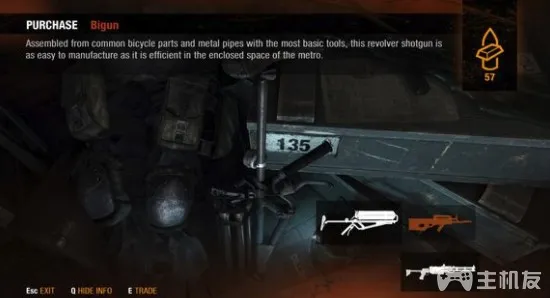 PURCHASE Bigun
Assembled from common bicycle parts and metal pipes with the most basic tools, this revolver shotgun is
as easy to manufacture as it is efficient in the enclosed space of the metro.
57
135
Esc EXIT Q HIDE INFO E TRADE
主机友